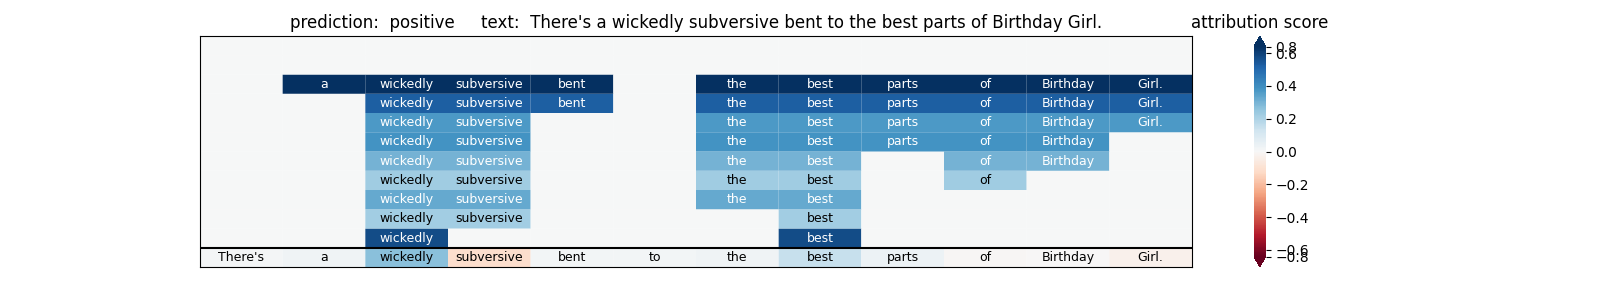 prediction:  positive     text:  There's a wickedly subversive bent to the best parts of Birthday Girl. attribution score
a wickedly subversive bent the best parts of Birthday Girl.
wickedly subversive bent the best parts of Birthday Girl.
wickedly subversive the best parts of Birthday Girl.
wickedly subversive the best parts of Birthday
wickedly subversive the best of Birthday
wickedly subversive the best of
wickedly subversive the best
wickedly subversive best
wickedly best
There's a wickedly subversive bent to the best parts of Birthday Girl.
0.8
0.6
0.4
0.2
0.0
−0.2
−0.4
−0.6
−0.8